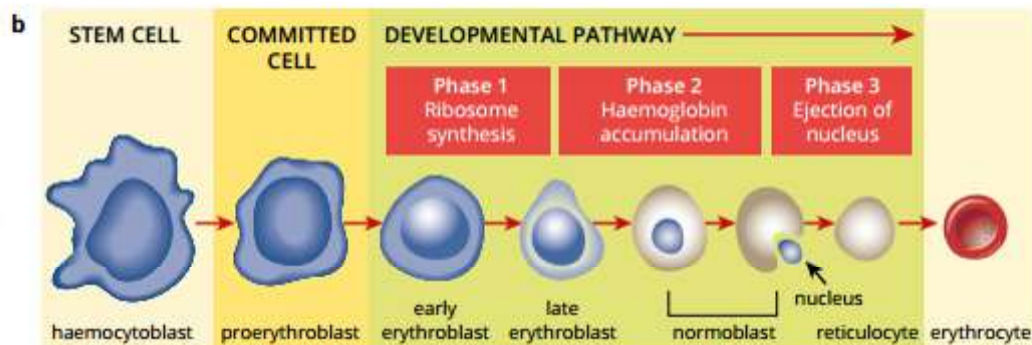 b
STEM CELL
COMMITTED
CELL
DEVELOPMENTAL PATHWAY
Phase 1
Ribosome
synthesis
Phase 2
Haemoglobin
accumulation
Phase 3
Ejection of
nucleus
haemocytoblast
proerythroblast
early
erythroblast
late
erythroblast
normoblast
nucleus
reticulocyte
erythrocyte